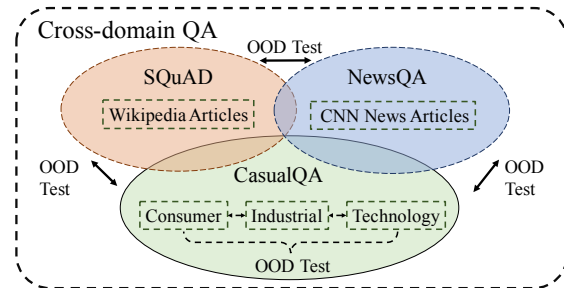 Cross-domain QA
OOD Test
SQuAD
NewsQA
Wikipedia Articles
CNN News Articles
OOD
Test
OOD
Test
CasualQA
Consumer
Industrial
Technology
OOD Test